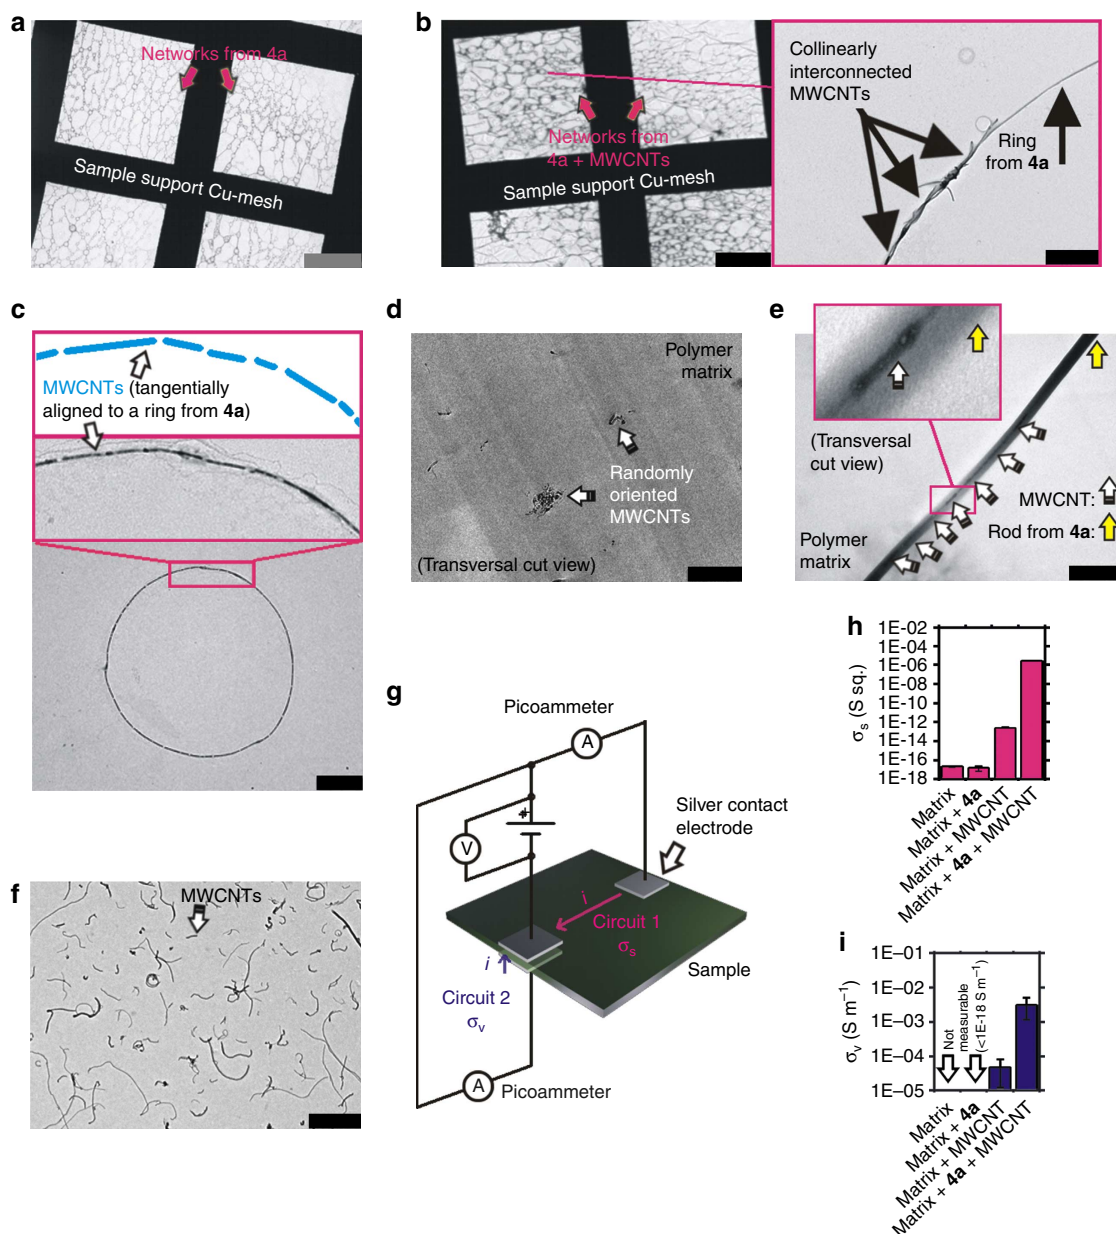 a
Networks from 4a
Sample support Cu-mesh
b
Networks from
4a + MWCNTs
Sample support Cu-mesh
Collinearly
interconnected
MWCNTs
Ring
from 4a
c
MWCNTs (tangentially
aligned to a ring from 4a)
d
Polymer
matrix
Randomly
oriented
MWCNTs
(Transversal cut view)
e
(Transversal
cut view)
MWCNT:
Rod from 4a:
Polymer
matrix
f
MWCNTs
g
Picoammeter
A
+
V
Silver contact
electrode
i
Circuit 1
σs
i
Circuit 2
σv
Sample
A
Picoammeter
h
σs (S sq.)
1E-02
1E-04
1E-06
1E-08
1E-10
1E-12
1E-14
1E-16
1E-18
Matrix
Matrix + 4a
Matrix + MWCNT
Matrix + 4a + MWCNT
i
σv (S m⁻¹)
1E–01
1E–02
1E–03
1E–04
1E–05
Not
measurable
(<1E-18 S m⁻¹)
Matrix
Matrix + 4a
Matrix + MWCNT
Matrix + 4a + MWCNT